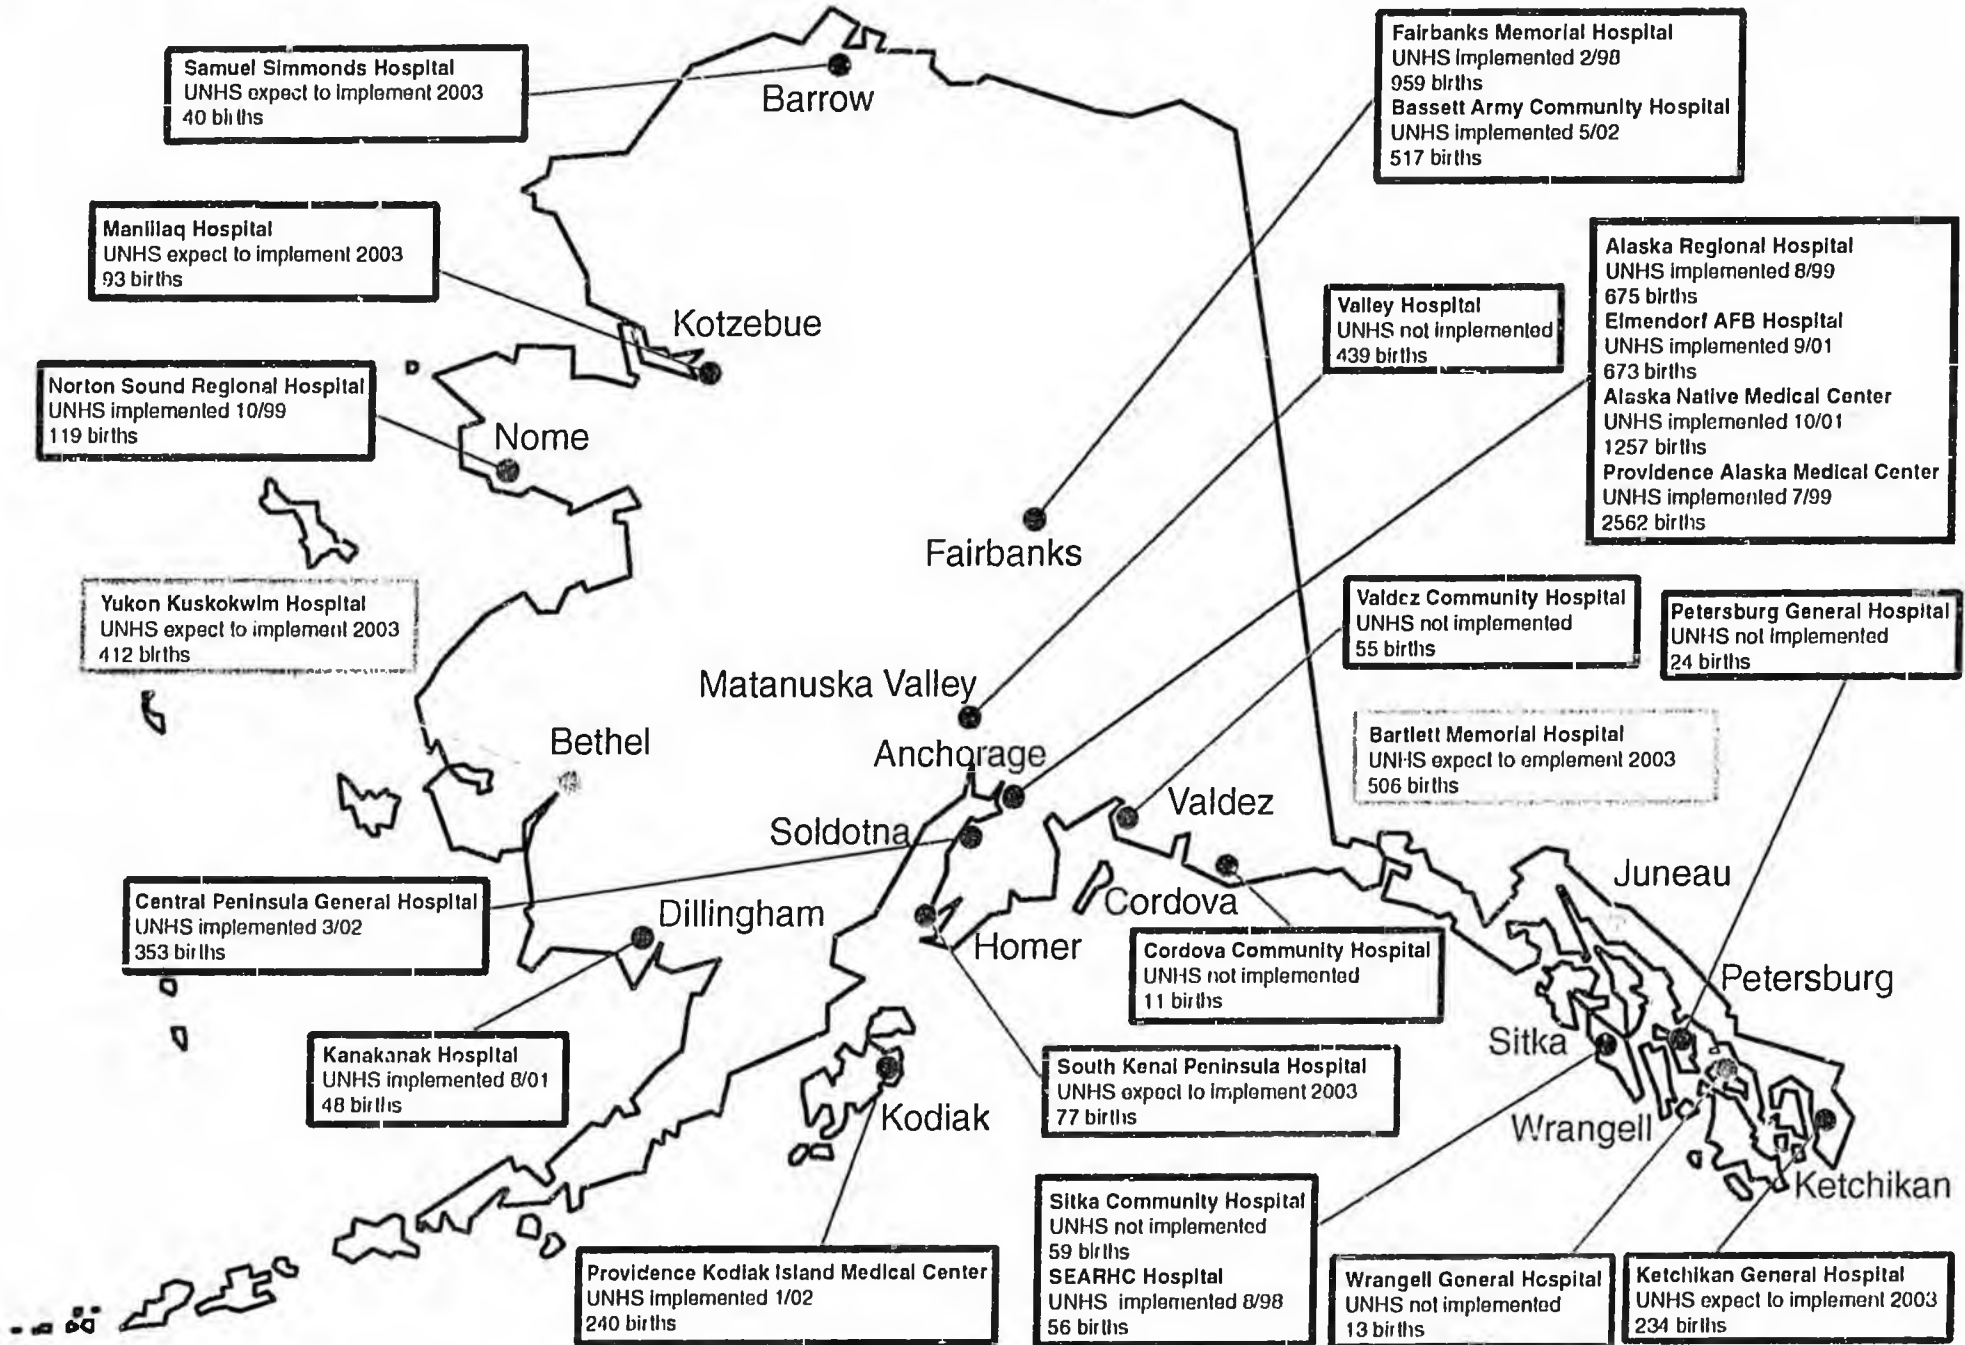 Samuel Simmonds Hospital
UNHS expect to implement 2003
40 births
Barrow
Fairbanks Memorial Hospital
UNHS implemented 2/98
959 births
Bassett Army Community Hospital
UNHS implemented 5/02
517 births
Maniilaq Hospital
UNHS expect to implement 2003
93 births
Kotzebue
Valley Hospital
UNHS not implemented
439 births
Alaska Regional Hospital
UNHS implemented 8/99
675 births
Elmendorf AFB Hospital
UNHS implemented 9/01
673 births
Alaska Native Medical Center
UNHS implemented 10/01
1257 births
Providence Alaska Medical Center
UNHS implemented 7/99
2562 births
Norton Sound Regional Hospital
UNHS implemented 10/99
119 births
Nome
Fairbanks
Yukon Kuskokwim Hospital
UNHS expect to implement 2003
412 births
Valdez Community Hospital
UNHS not implemented
55 births
Petersburg General Hospital
UNHS not implemented
24 births
Matanuska Valley
Bethel
Anchorage
Bartlett Memorial Hospital
UNHS expect to emplement 2003
506 births
Soldotna
Valdez
Juneau
Central Peninsula General Hospital
UNHS implemented 3/02
353 births
Dillingham
Homer
Cordova
Cordova Community Hospital
UNHS not implemented
11 births
Petersburg
Sitka
Kanakanak Hospital
UNHS implemented 8/01
48 births
Kodiak
South Kenai Peninsula Hospital
UNHS expect to implement 2003
77 births
Wrangell
Ketchikan
Sitka Community Hospital
UNHS not implemented
59 births
SEARHC Hospital
UNHS implemented 8/98
56 births
Providence Kodiak Island Medical Center
UNHS implemented 1/02
240 births
Wrangell General Hospital
UNHS not implemented
13 births
Ketchikan General Hospital
UNHS expect to implement 2003
234 births